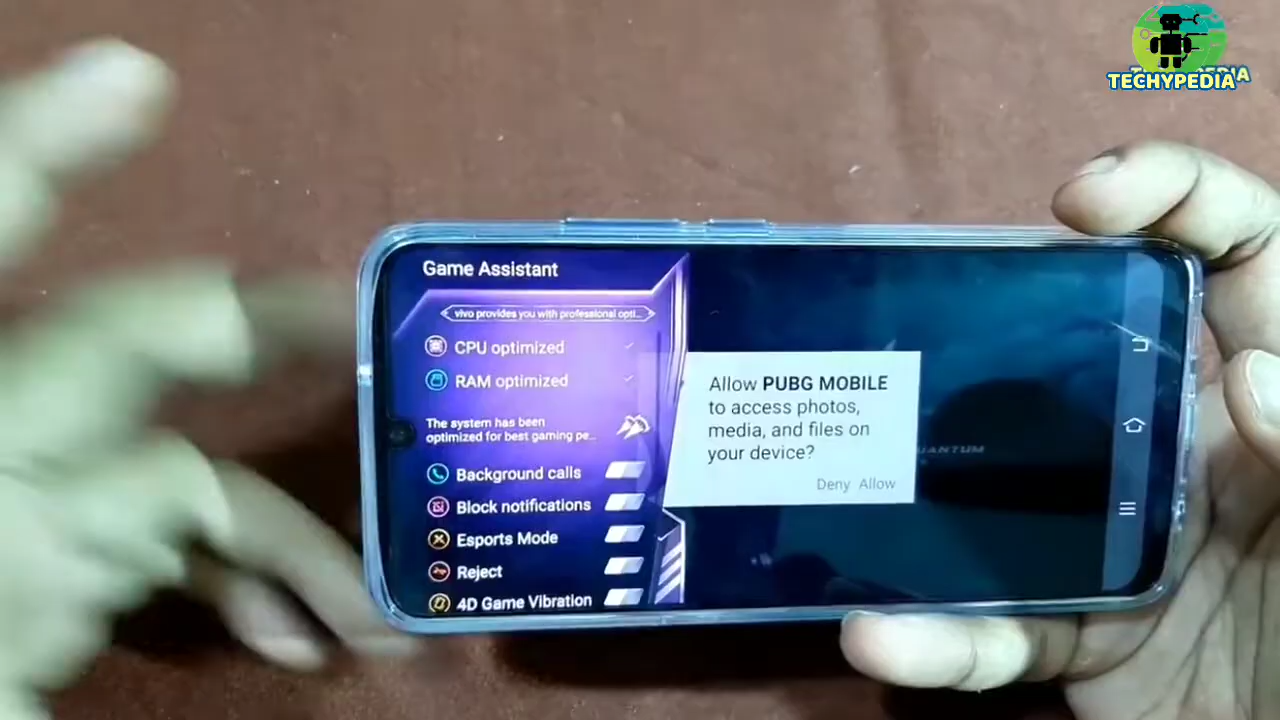 TECHYPEDIA
Game Assistant
vivo provides you with professional opti...
CPU optimized
RAM optimized
The system has been
optimized for best gaming pe...
Background calls
Block notifications
Esports Mode
Reject
4D Game Vibration
Allow PUBG MOBILE
to access photos,
media, and files on
your device?
Deny Allow
UANTUM